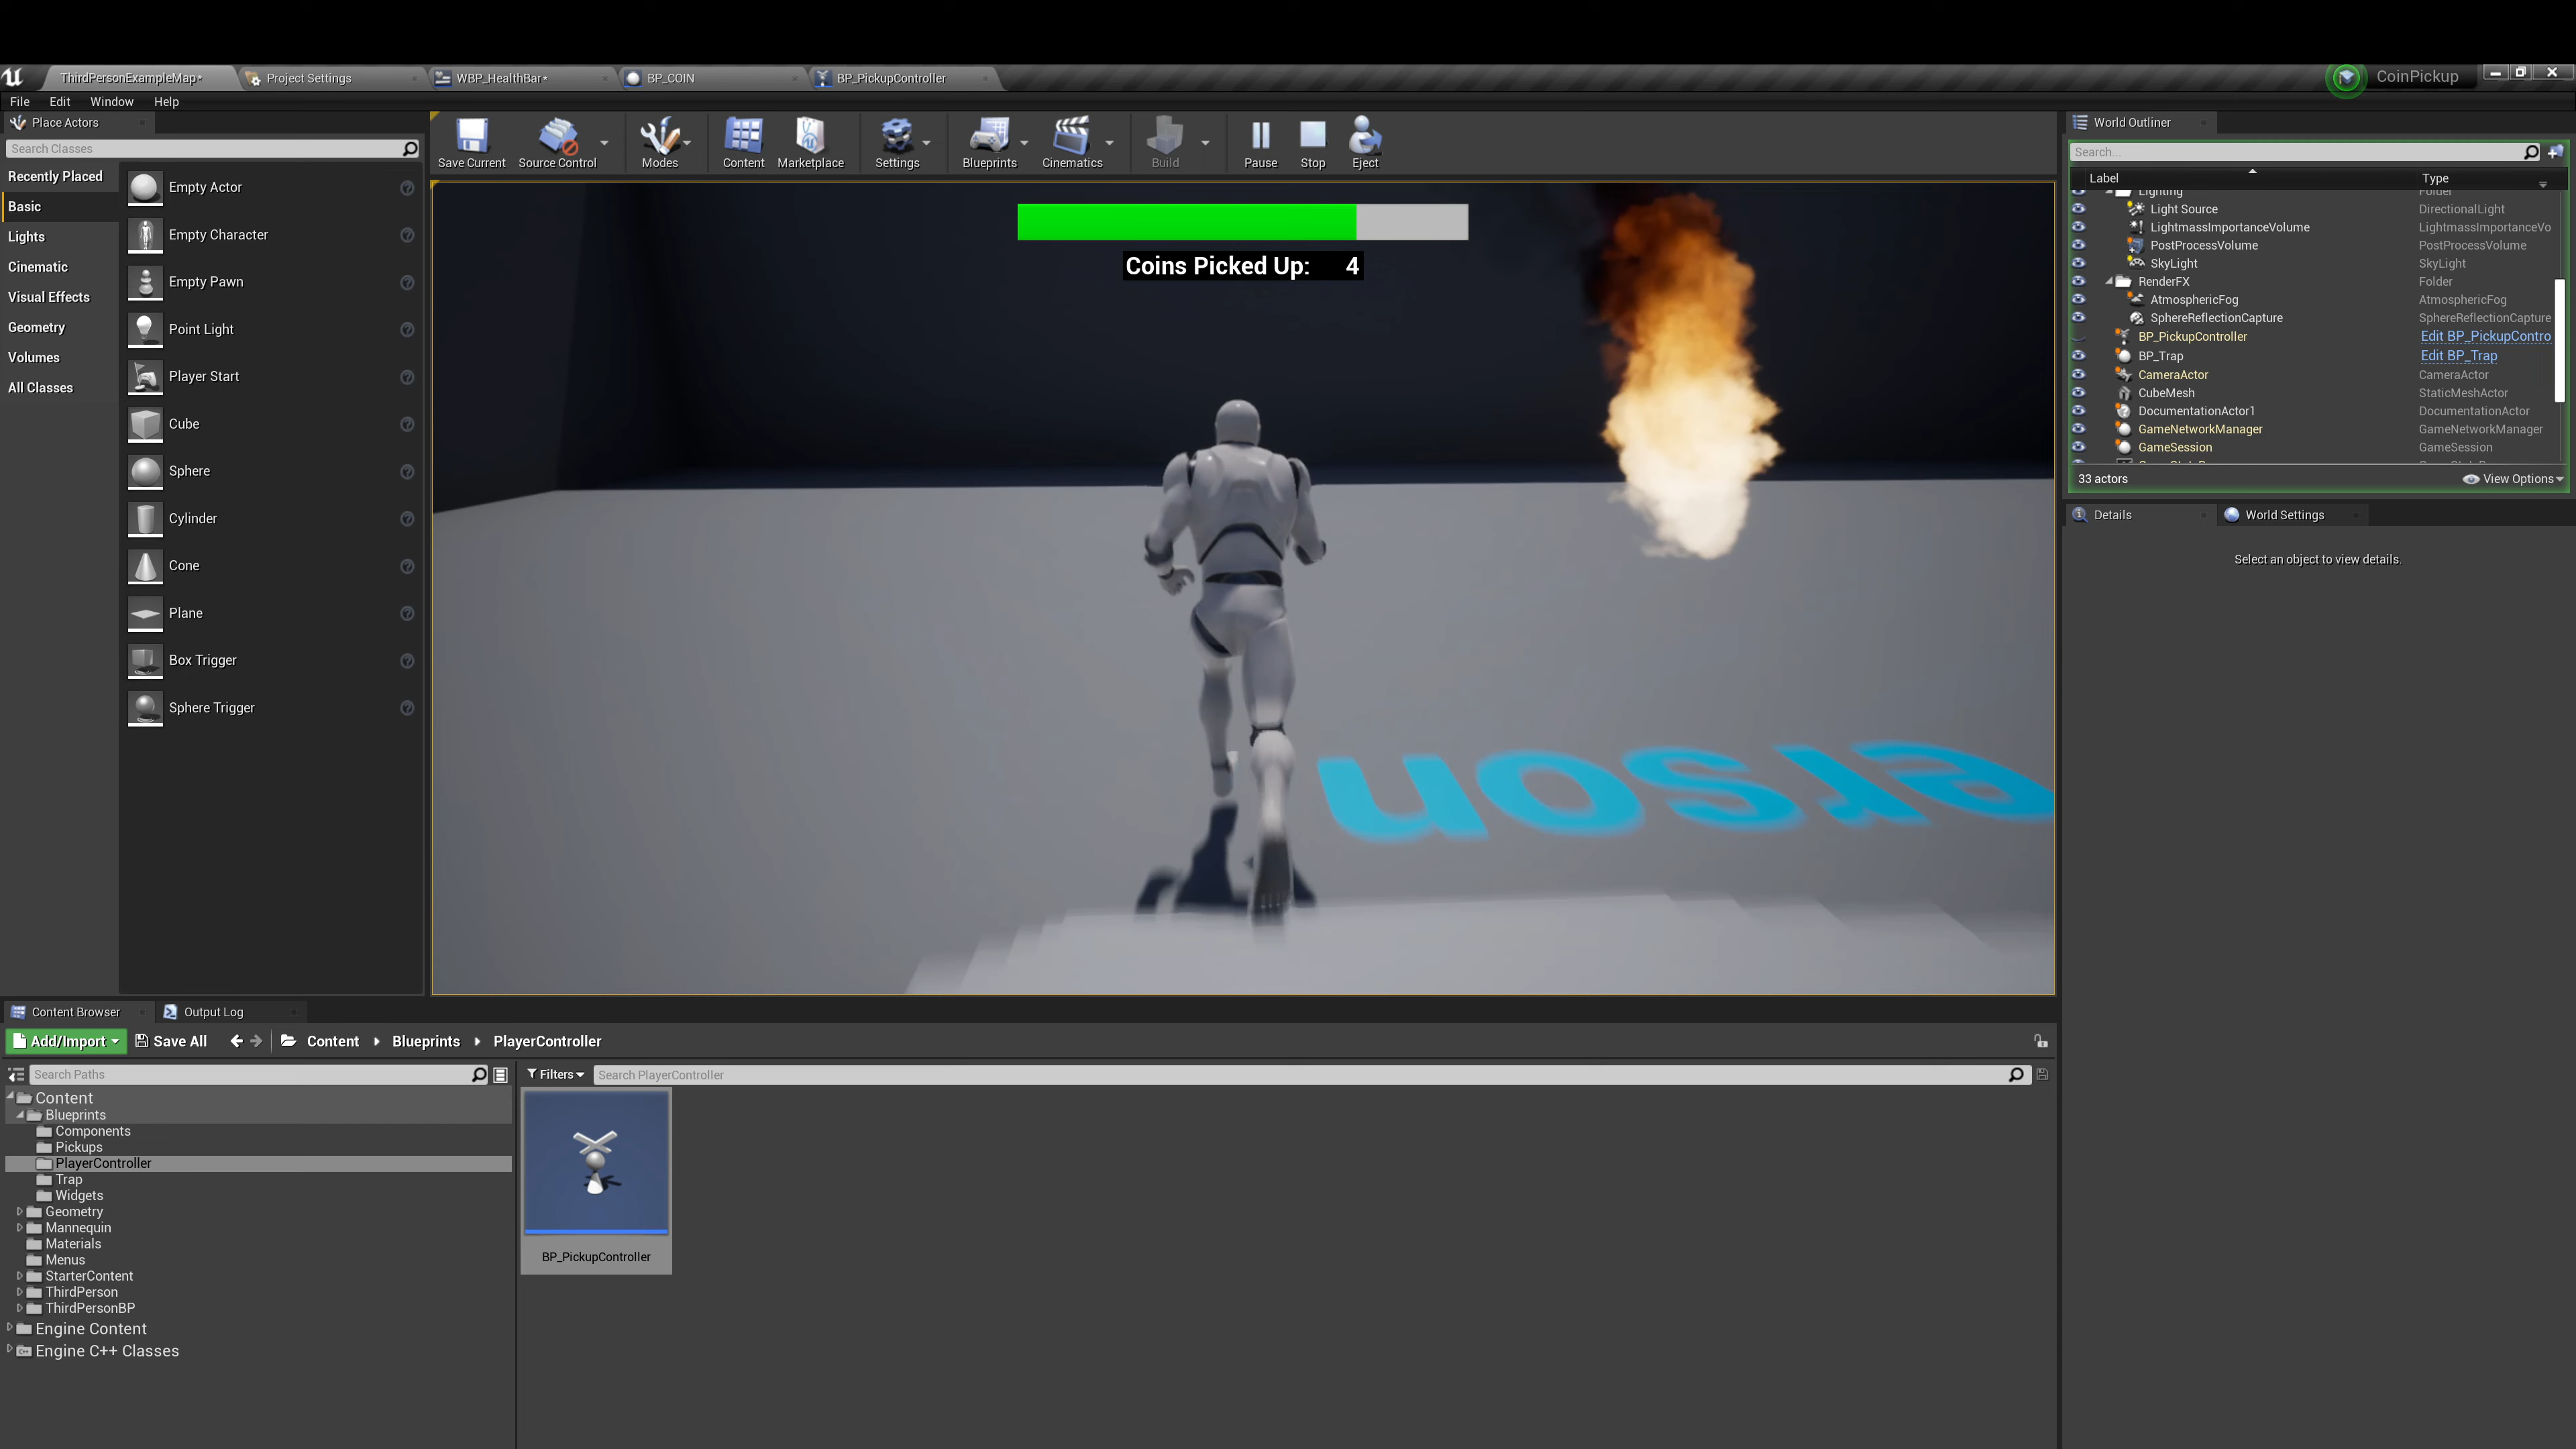 ThirdPersonExampleMap*
Project Settings
WBP_HealthBar*
BP_COIN
BP_PickupController
CoinPickup
File
Edit
Window
Help
Place Actors
Search Classes
Recently Placed
Basic
Lights
Cinematic
Visual Effects
Geometry
Volumes
All Classes
Empty Actor
Empty Character
Empty Pawn
Point Light
Player Start
Cube
Sphere
Cylinder
Cone
Plane
Box Trigger
Sphere Trigger
Save Current
Source Control
Modes
Content
Marketplace
Settings
Blueprints
Cinematics
Build
Pause
Stop
Eject
Coins Picked Up: 4
erson
World Outliner
Search...
Label Type
Lighting Folder
Light Source DirectionalLight
LightmassImportanceVolume LightmassImportanceVo
PostProcessVolume PostProcessVolume
SkyLight SkyLight
RenderFX Folder
AtmosphericFog AtmosphericFog
SphereReflectionCapture SphereReflectionCapture
BP_PickupController Edit BP_PickupContro
BP_Trap Edit BP_Trap
CameraActor CameraActor
CubeMesh StaticMeshActor
DocumentationActor1 DocumentationActor
GameNetworkManager GameNetworkManager
GameSession GameSession
33 actors
View Options
Details
World Settings
Select an object to view details.
Content Browser
Output Log
Add/Import
Save All
Content
Blueprints
PlayerController
Search Paths
Filters
Search PlayerController
Content
Blueprints
Components
Pickups
PlayerController
Trap
Widgets
Geometry
Mannequin
Materials
Menus
StarterContent
ThirdPerson
ThirdPersonBP
Engine Content
Engine C++ Classes
BP_PickupController